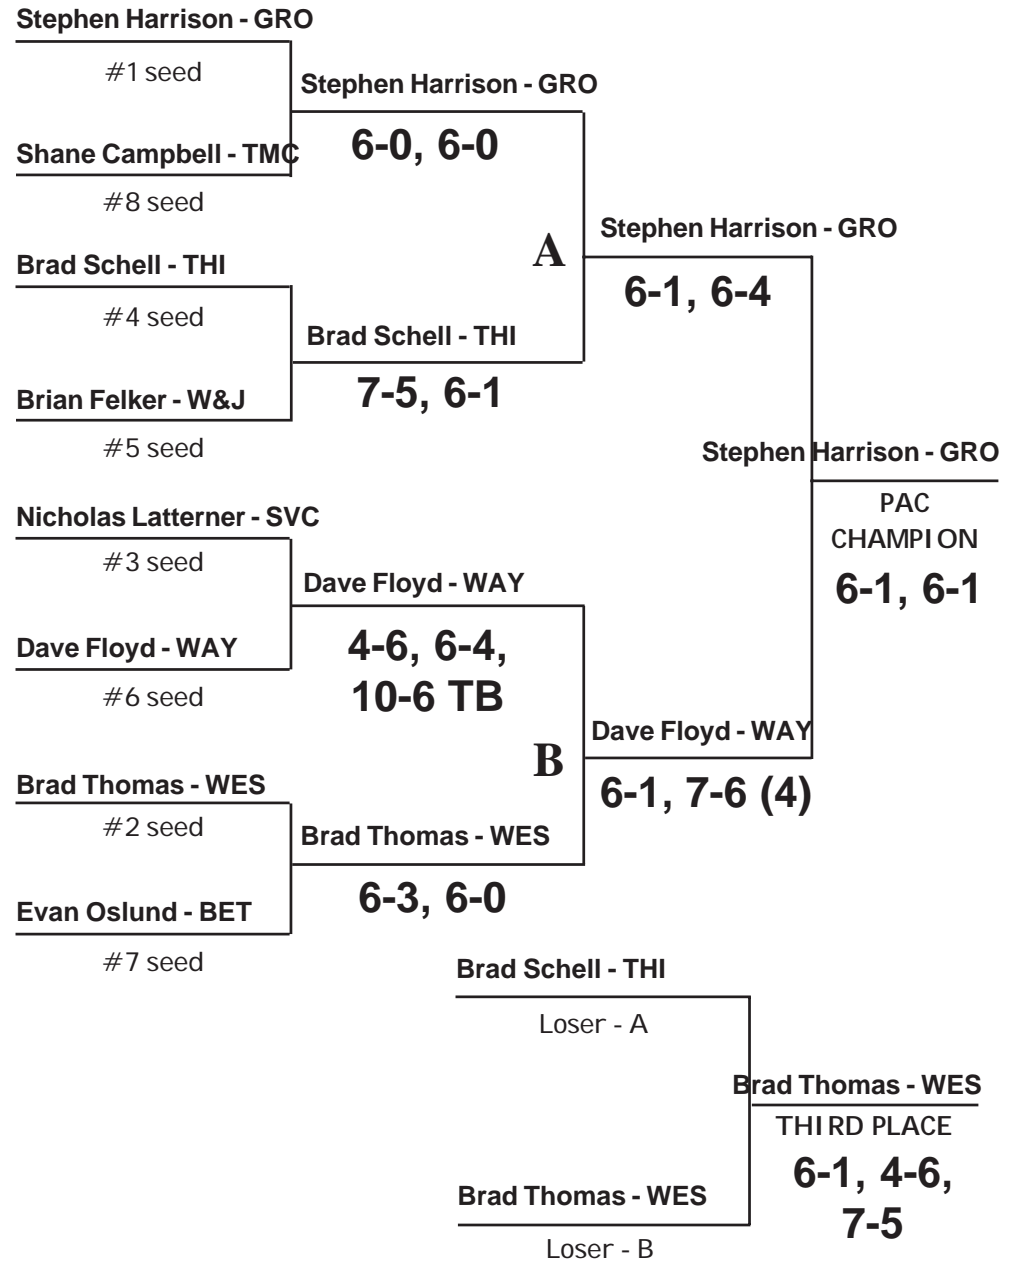 Stephen Harrison - GRO
#1 seed
Stephen Harrison - GRO
6-0, 6-0
Shane Campbell - TMC
#8 seed
Stephen Harrison - GRO
A
6-1, 6-4
Brad Schell - THI
#4 seed
Brad Schell - THI
7-5, 6-1
Brian Felker - W&J
#5 seed
Stephen Harrison - GRO
PAC
CHAMPION
6-1, 6-1
Nicholas Latterner - SVC
#3 seed
Dave Floyd - WAY
4-6, 6-4,
10-6 TB
Dave Floyd - WAY
#6 seed
Dave Floyd - WAY
B
6-1, 7-6 (4)
Brad Thomas - WES
#2 seed
Brad Thomas - WES
6-3, 6-0
Evan Oslund - BET
#7 seed
Brad Schell - THI
Loser - A
Brad Thomas - WES
THIRD PLACE
6-1, 4-6,
7-5
Brad Thomas - WES
Loser - B